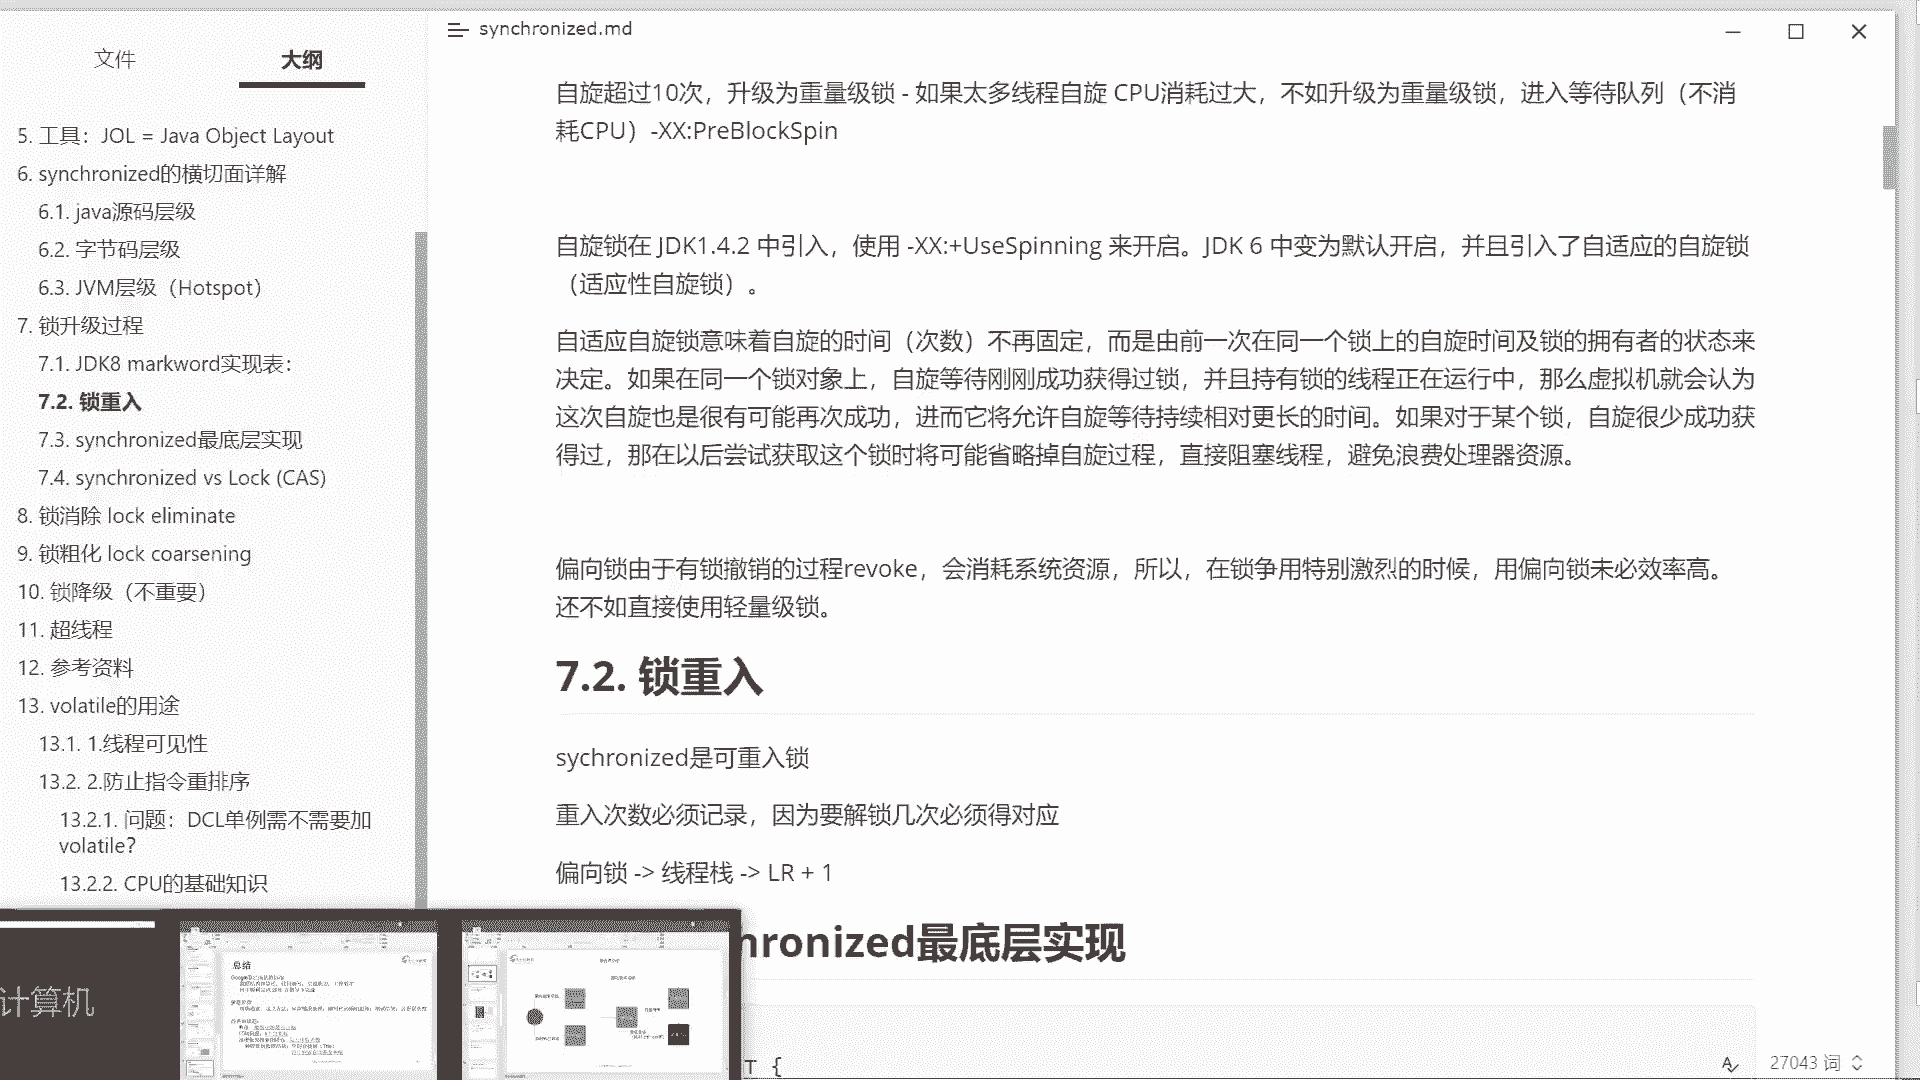 文件
大纲
5. 工具：JOL = Java Object Layout
6. synchronized的横切面详解
6.1. java源码层级
6.2. 字节码层级
6.3. JVM层级（Hotspot）
7. 锁升级过程
7.1. JDK8 markword实现表：
7.2. 锁重入
7.3. synchronized最底层实现
7.4. synchronized vs Lock (CAS)
8. 锁消除 lock eliminate
9. 锁粗化 lock coarsening
10. 锁降级（不重要）
11. 超线程
12. 参考资料
13. volatile的用途
13.1. 1.线程可见性
13.2. 2.防止指令重排序
13.2.1. 问题：DCL单例需不需要加
volatile?
13.2.2. CPU的基础知识
synchronized.md
自旋超过10次，升级为重量级锁 - 如果太多线程自旋 CPU消耗过大，不如升级为重量级锁，进入等待队列（不消
耗CPU）-XX:PreBlockSpin
自旋锁在 JDK1.4.2 中引入，使用 -XX:+UseSpinning 来开启。JDK 6 中变为默认开启，并且引入了自适应的自旋锁
（适应性自旋锁）。
自适应自旋锁意味着自旋的时间（次数）不再固定，而是由前一次在同一个锁上的自旋时间及锁的拥有者的状态来
决定。如果在同一个锁对象上，自旋等待刚刚成功获得过锁，并且持有锁的线程正在运行中，那么虚拟机就会认为
这次自旋也是很有可能再次成功，进而它将允许自旋等待持续相对更长的时间。如果对于某个锁，自旋很少成功获
得过，那在以后尝试获取这个锁时将可能省略掉自旋过程，直接阻塞线程，避免浪费处理器资源。
偏向锁由于有锁撤销的过程revoke，会消耗系统资源，所以，在锁争用特别激烈的时候，用偏向锁未必效率高。
还不如直接使用轻量级锁。
7.2. 锁重入
sychronized是可重入锁
重入次数必须记录，因为要解锁几次必须得对应
偏向锁 -> 线程栈 -> LR + 1
hronized最底层实现
T {
27043 词
计算机
总结